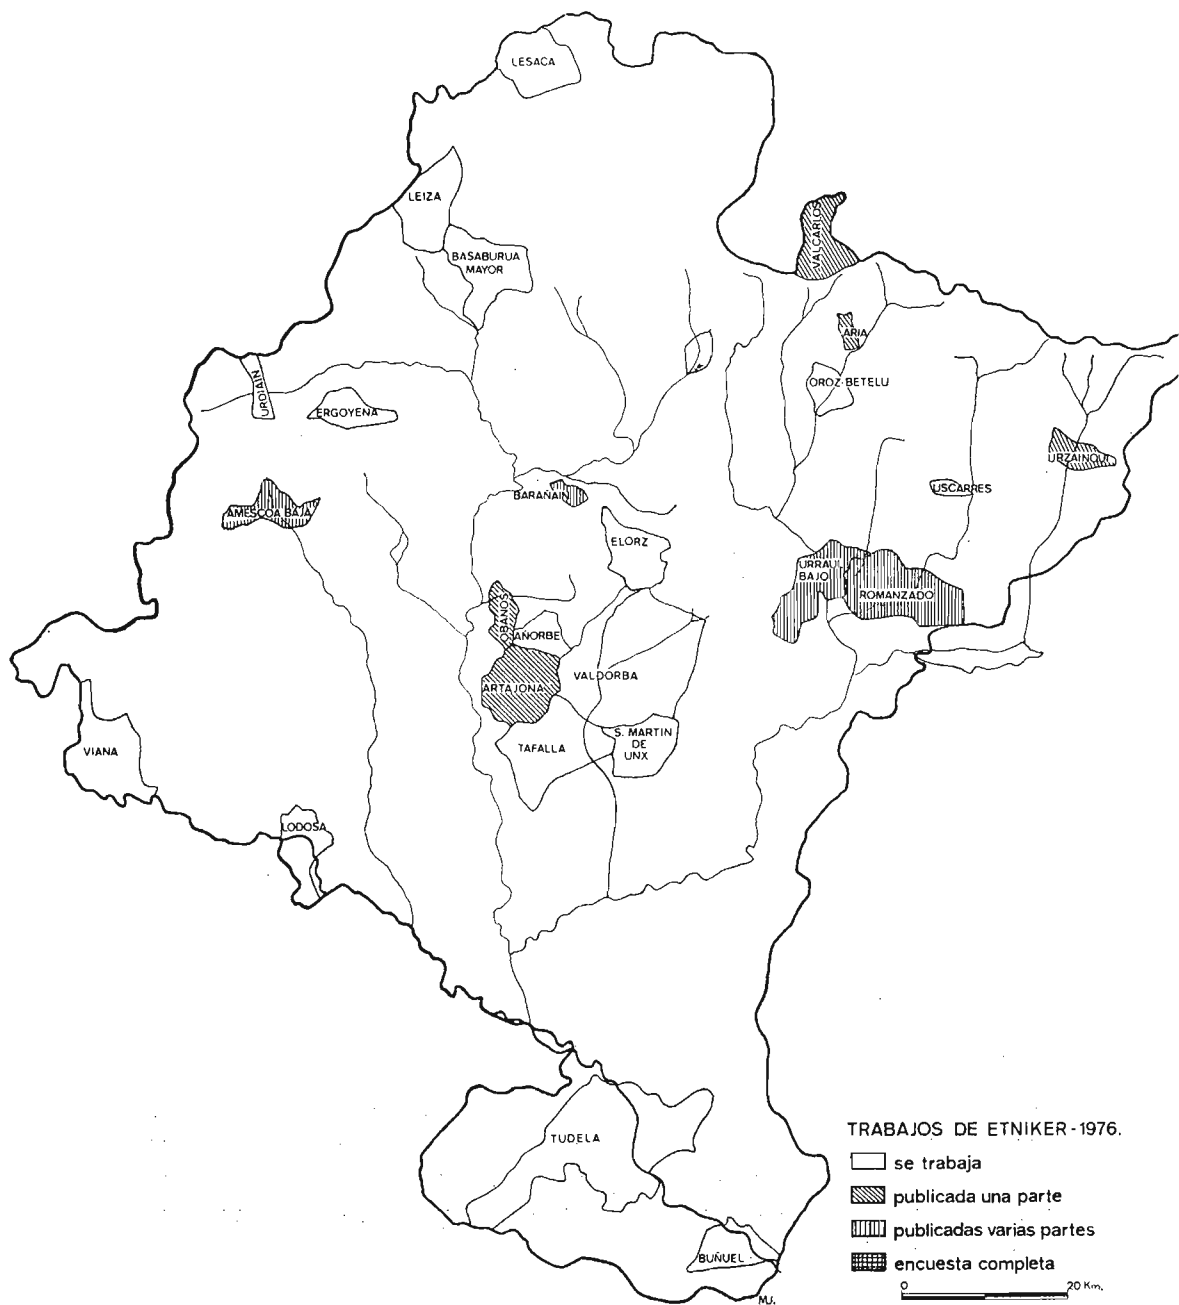 LESACA
LEIZA
BASABURUA
MAYOR
VALCARLOS
ARIA
OROZ-BETELU
URDIAIN
ERGOYENA
URZAINQUI
USCARRES
BARAÑAIN
AMESCOA BAJA
ELORZ
URRAUL
BAJO
ROMANZADO
OBANOS
AÑORBE
VALDORBA
ARTAJONA
S. MARTIN
DE
UNX
TAFALLA
VIANA
LODOSA
TUDELA
BUÑUEL
MJ.
TRABAJOS DE ETNIKER-1976.
se trabaja
publicada una parte
publicadas varias partes
encuesta completa
0 20 Km.